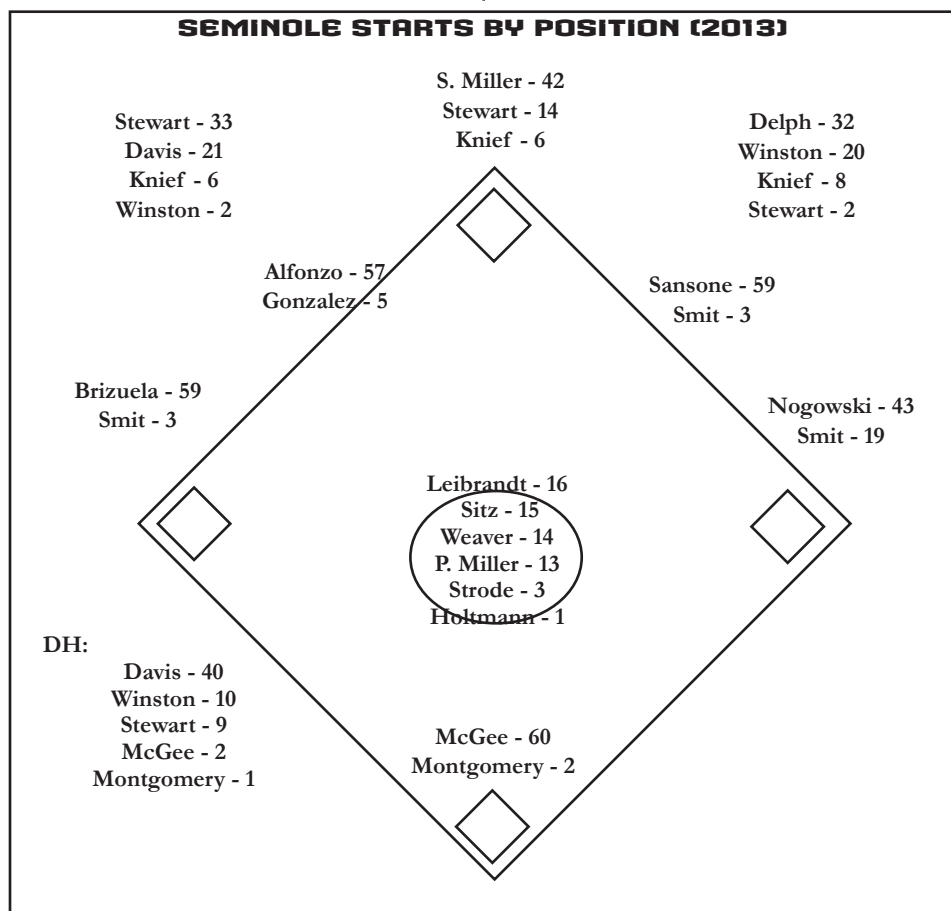 SEMINOLE STARTS BY POSITION (2013)
S. Miller - 42
Stewart - 14
Knief - 6
Stewart - 33
Davis - 21
Knief - 6
Winston - 2
Delph - 32
Winston - 20
Knief - 8
Stewart - 2
Alfonzo - 57
Gonzalez - 5
Sansone - 59
Smit - 3
Brizuela - 59
Smit - 3
Nogowski - 43
Smit - 19
Leibrandt - 16
Sitz - 15
Weaver - 14
P. Miller - 13
Strode - 3
Holtmann - 1
DH:
Davis - 40
Winston - 10
Stewart - 9
McGee - 2
Montgomery - 1
McGee - 60
Montgomery - 2